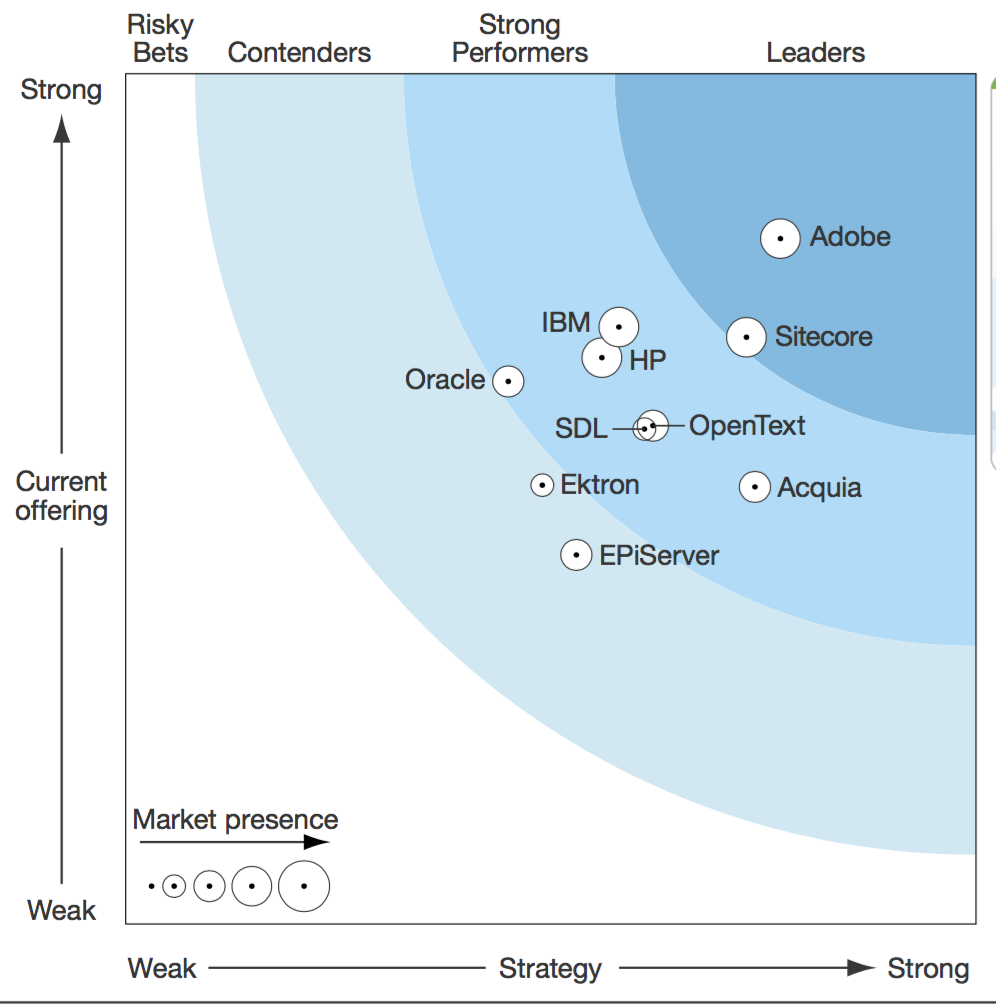 Risky
Bets
Contenders
Strong
Performers
Leaders
Strong
Adobe
IBM
Sitecore
HP
Oracle
SDL
OpenText
Current
offering
Ektron
Acquia
EPiServer
Market presence
Weak
Weak
Strategy
Strong